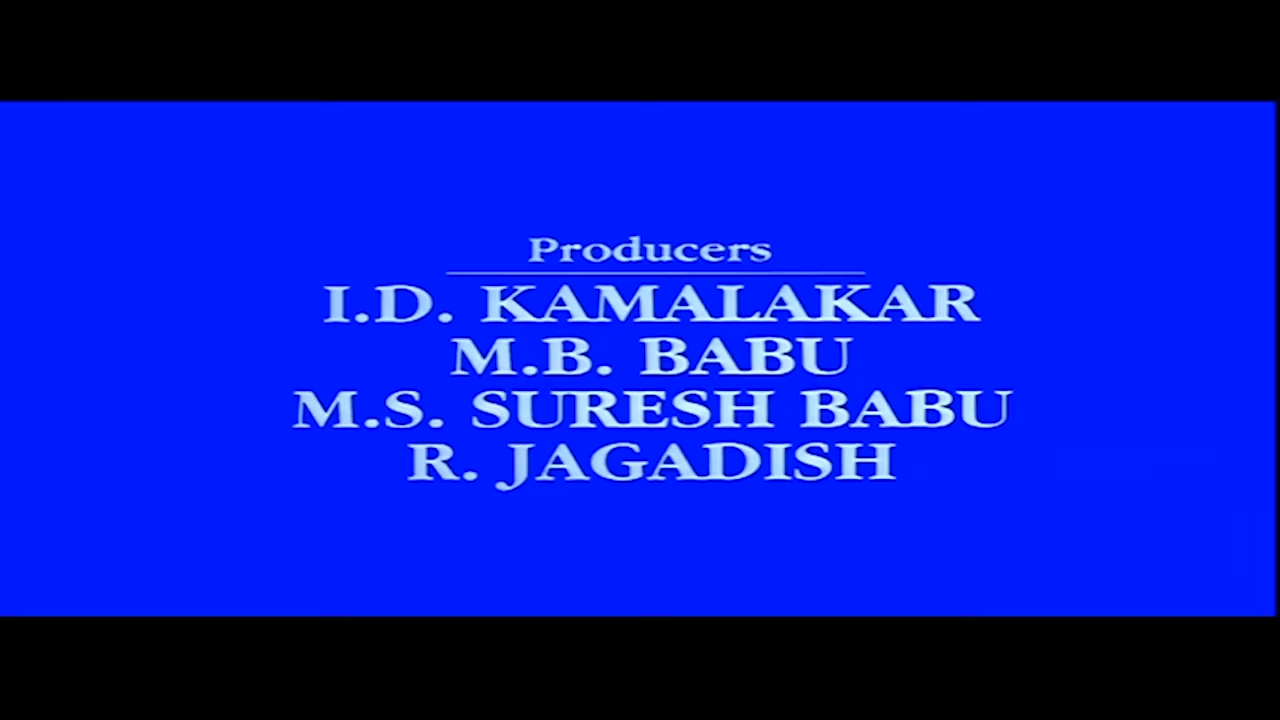 Producers
I.D. KAMALAKAR
M.B. BABU
M.S. SURESH BABU
R. JAGADISH